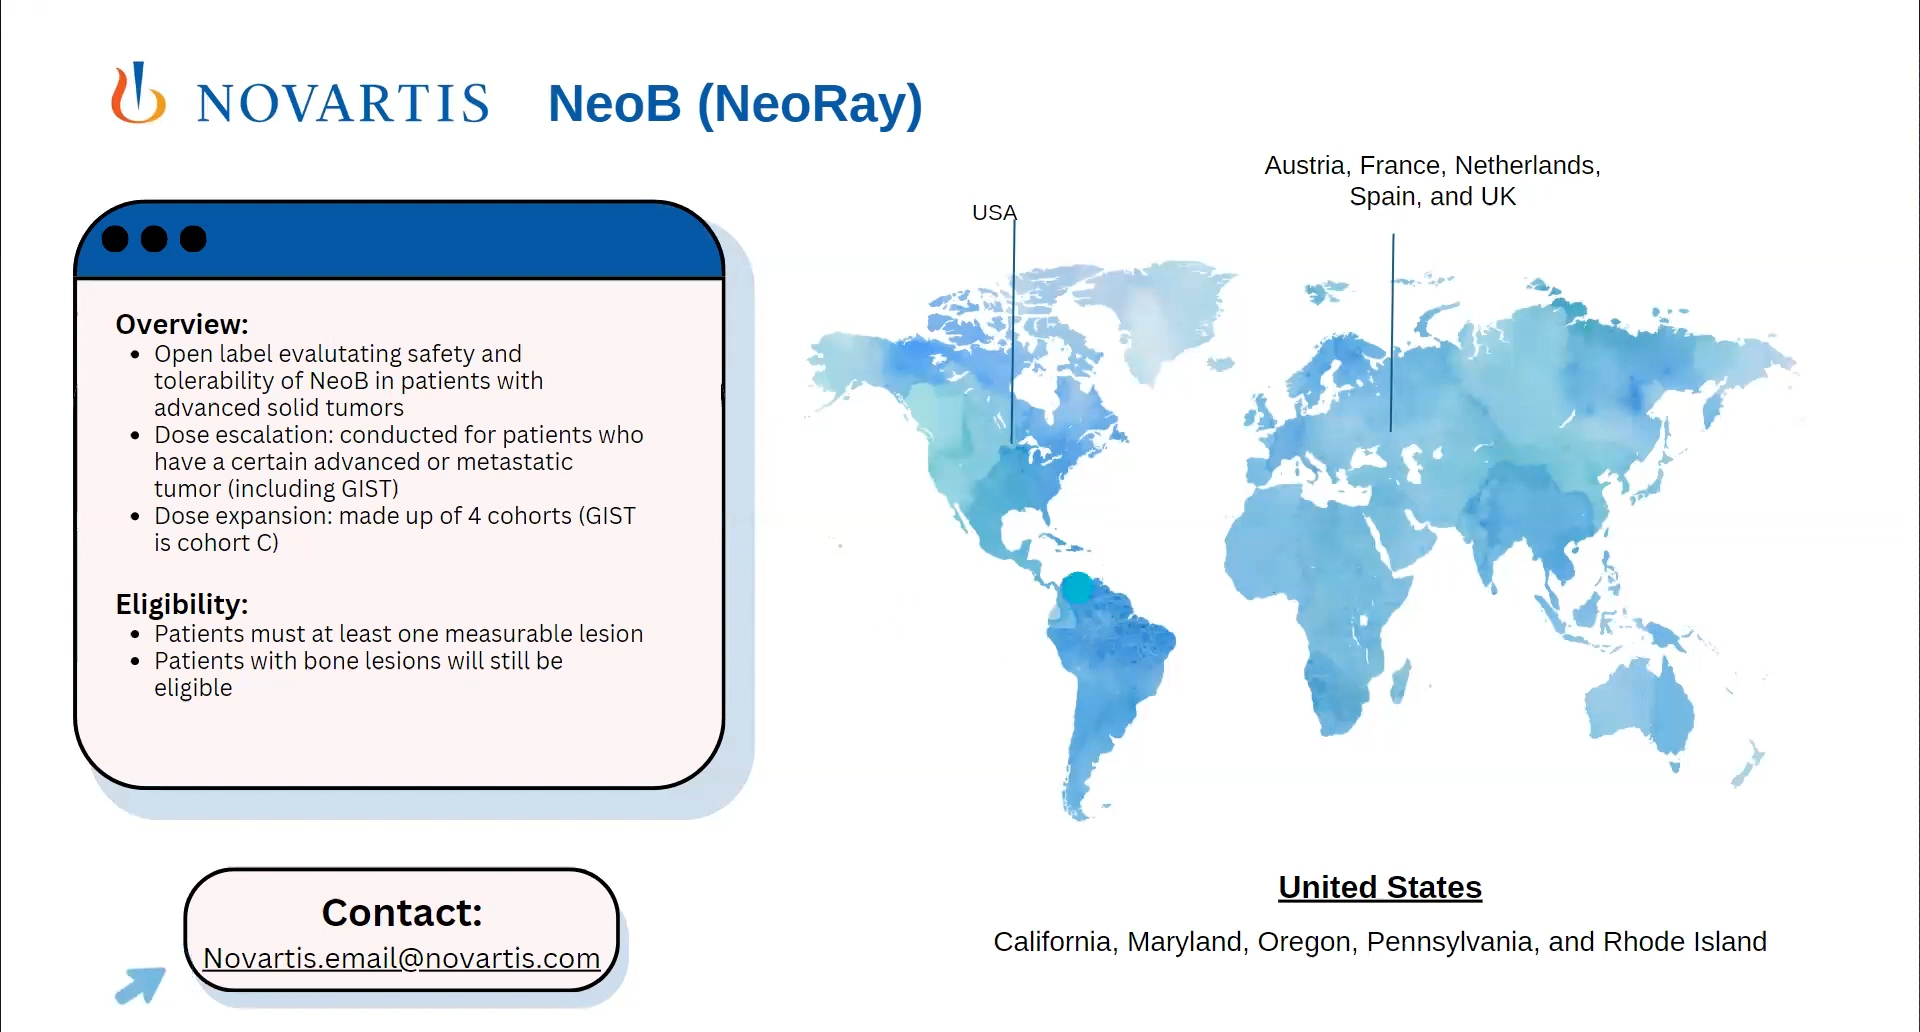 NOVARTIS
NeoB (NeoRay)
Overview:
• Open label evalutating safety and
tolerability of NeoB in patients with
advanced solid tumors
• Dose escalation: conducted for patients who
have a certain advanced or metastatic
tumor (including GIST)
• Dose expansion: made up of 4 cohorts (GIST
is cohort C)
Eligibility:
• Patients must at least one measurable lesion
• Patients with bone lesions will still be
eligible
Contact:
Novartis.email@novartis.com
USA
Austria, France, Netherlands,
Spain, and UK
United States
California, Maryland, Oregon, Pennsylvania, and Rhode Island